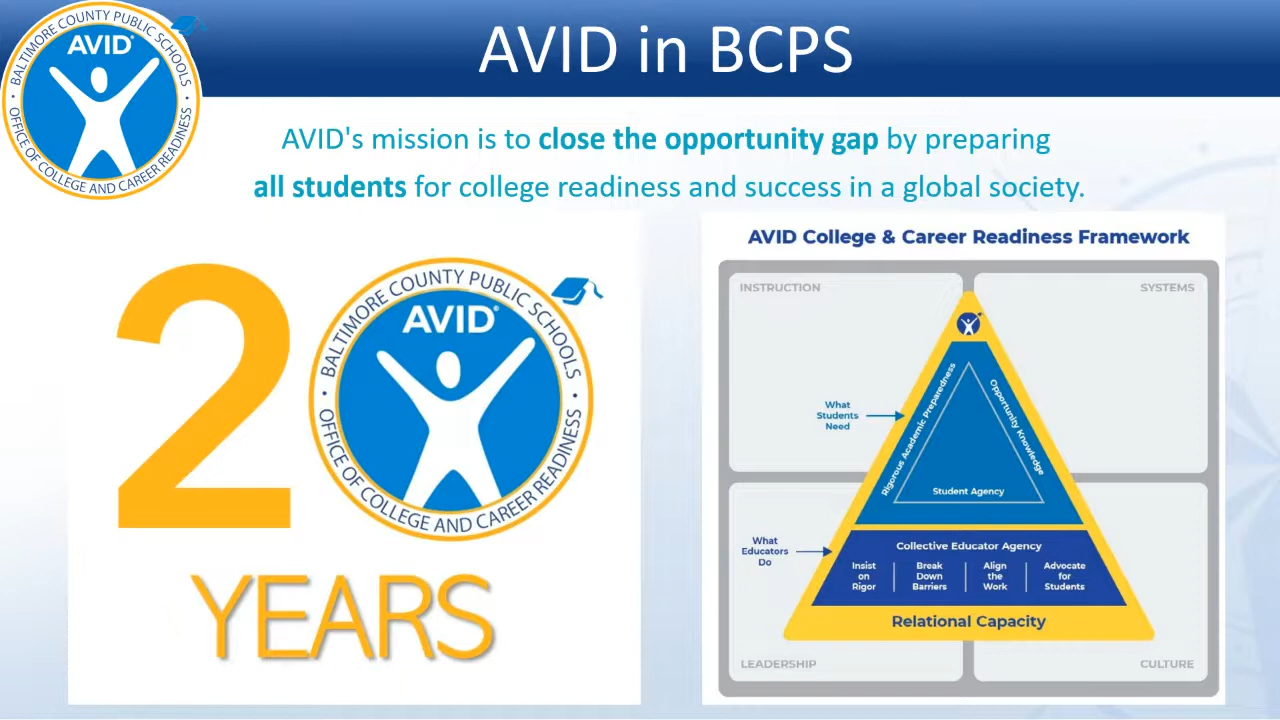 AVID in BCPS
BALTIMORE COUNTY PUBLIC SCHOOLS
AVID®
OFFICE OF COLLEGE AND CAREER READINESS
AVID's mission is to close the opportunity gap by preparing
all students for college readiness and success in a global society.
2
BALTIMORE COUNTY PUBLIC SCHOOLS
AVID®
OFFICE OF COLLEGE AND CAREER READINESS
YEARS
AVID College & Career Readiness Framework
INSTRUCTION
SYSTEMS
What
Students
Need
Rigorous Academic Preparedness
Opportunity Knowledge
Student Agency
What
Educators
Do
Collective Educator Agency
Insist
on
Rigor
Break
Down
Barriers
Align
the
Work
Advocate
for
Students
Relational Capacity
LEADERSHIP
CULTURE